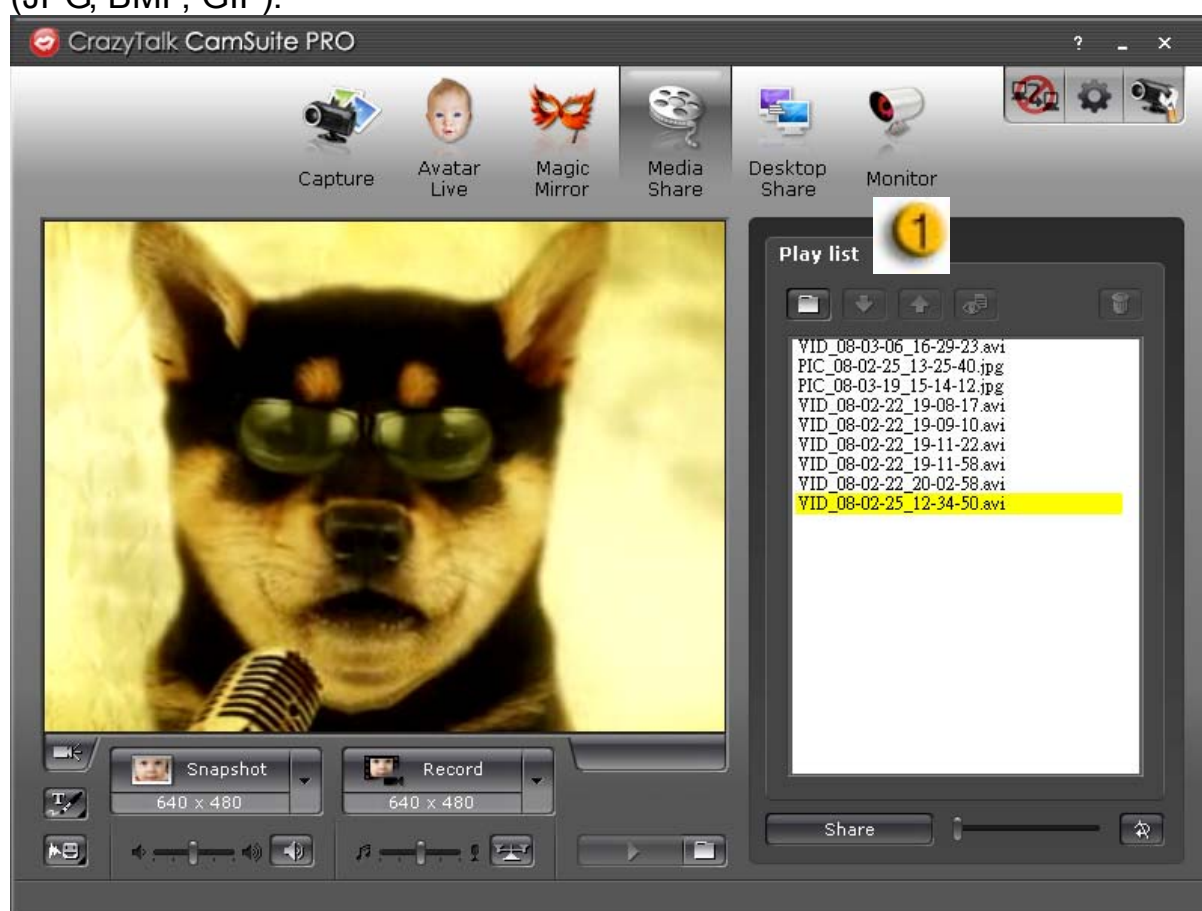 (JPG, BMP, GIF).
CrazyTalk CamSuite PRO
?
Capture
Avatar
Live
Magic
Mirror
Media
Share
Desktop
Share
Monitor
1
Play list
VID_08-03-06_16-29-23.avi
PIC_08-02-25_13-25-40.jpg
PIC_08-03-19_15-14-12.jpg
VID_08-02-22_19-08-17.avi
VID_08-02-22_19-09-10.avi
VID_08-02-22_19-11-22.avi
VID_08-02-22_19-11-58.avi
VID_08-02-22_20-02-58.avi
VID_08-02-25_12-34-50.avi
Snapshot
640 x 480
Record
640 x 480
T
Share